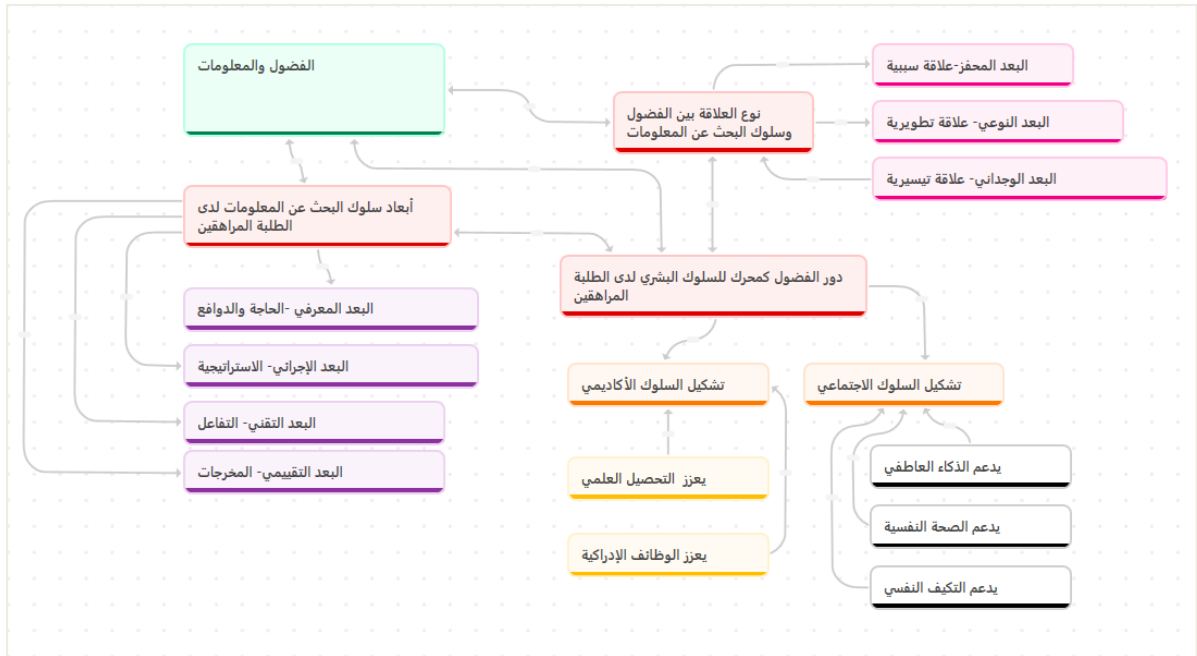 الفضول والمعلومات
البعد المحفز-علاقة سببية
نوع العلاقة بين الفضول
وسلوك البحث عن المعلومات
البعد النوعي- علاقة تطويرية
البعد الوجداني- علاقة تيسيرية
أبعاد سلوك البحث عن المعلومات لدى
الطلبة المراهقين
دور الفضول كمحرك للسلوك البشري لدى الطلبة
المراهقين
البعد المعرفي -الحاجة والدوافع
البعد الإجرائي- الاستراتيجية
البعد التقني- التفاعل
البعد التقييمي- المخرجات
تشكيل السلوك الأكاديمي
تشكيل السلوك الاجتماعي
يعزز التحصيل العلمي
يعزز الوظائف الإدراكية
يدعم الذكاء العاطفي
يدعم الصحة النفسية
يدعم التكيف النفسي